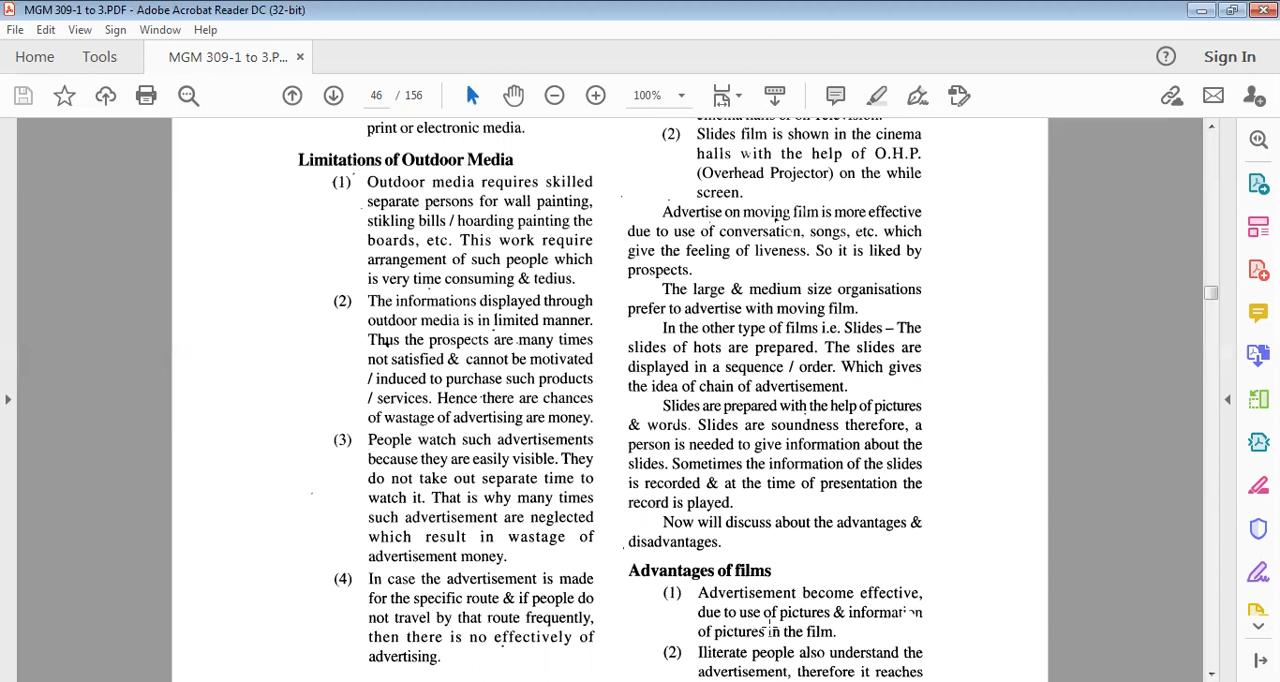 MGM 309-1 to 3.PDF - Adobe Acrobat Reader DC (32-bit)
File Edit View Sign Window Help
Home Tools MGM 309-1 to 3.P... × Sign In
46 / 156 100%
print or electronic media.
Limitations of Outdoor Media
(1) Outdoor media requires skilled
separate persons for wall painting,
stikling bills / hoarding painting the
boards, etc. This work require
arrangement of such people which
is very time consuming & tedius.
(2) The informations displayed through
outdoor media is in limited manner.
Thus the prospects are many times
not satisfied & cannot be motivated
/ induced to purchase such products
/ services. Hence there are chances
of wastage of advertising are money.
(3) People watch such advertisements
because they are easily visible. They
do not take out separate time to
watch it. That is why many times
such advertisement are neglected
which result in wastage of
advertisement money.
(4) In case the advertisement is made
for the specific route & if people do
not travel by that route frequently,
then there is no effectively of
advertising.
(2) Slides film is shown in the cinema
halls with the help of O.H.P.
(Overhead Projector) on the while
screen.
Advertise on moving film is more effective
due to use of conversation, songs, etc. which
give the feeling of liveness. So it is liked by
prospects.
The large & medium size organisations
prefer to advertise with moving film.
In the other type of films i.e. Slides – The
slides of hots are prepared. The slides are
displayed in a sequence / order. Which gives
the idea of chain of advertisement.
Slides are prepared with the help of pictures
& words. Slides are soundness therefore, a
person is needed to give information about the
slides. Sometimes the information of the slides
is recorded & at the time of presentation the
record is played.
Now will discuss about the advantages &
disadvantages.
Advantages of films
(1) Advertisement become effective,
due to use of pictures & information
of pictures in the film.
(2) Iliterate people also understand the
advertisement, therefore it reaches